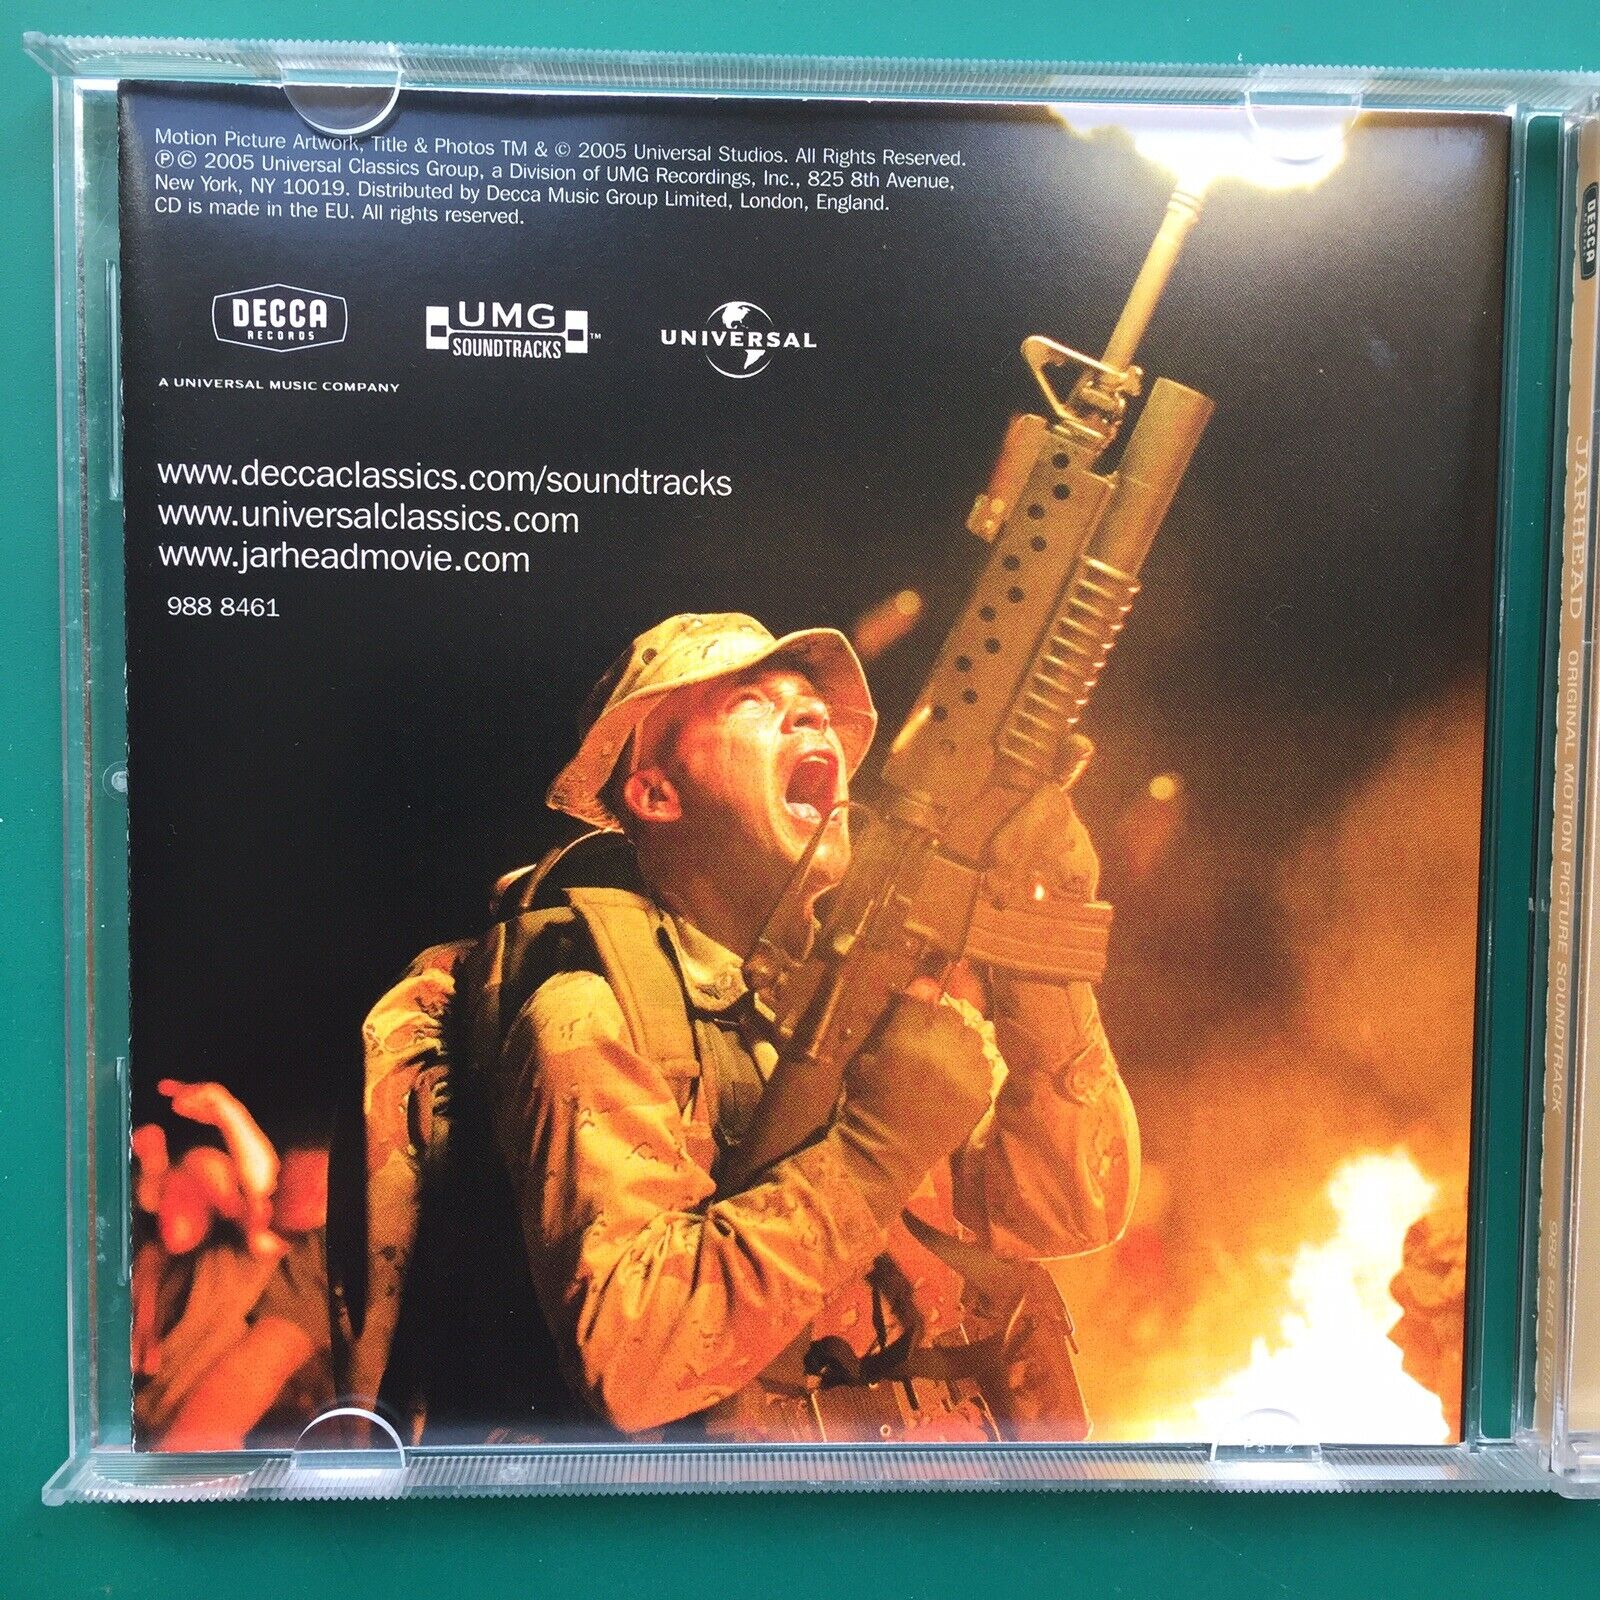 Motion Picture Artwork, Title & Photos TM & © 2005 Universal Studios. All Rights Reserved.
℗© 2005 Universal Classics Group, a Division of UMG Recordings, Inc., 825 8th Avenue,
New York, NY 10019. Distributed by Decca Music Group Limited, London, England.
CD is made in the EU. All rights reserved.
DECCA
RECORDS
A UNIVERSAL MUSIC COMPANY
UMG
SOUNDTRACKS™
UNIVERSAL
www.deccaclassics.com/soundtracks
www.universalclassics.com
www.jarheadmovie.com
988 8461
DECCA
JARHEAD ORIGINAL MOTION PICTURE SOUNDTRACK 988 8461